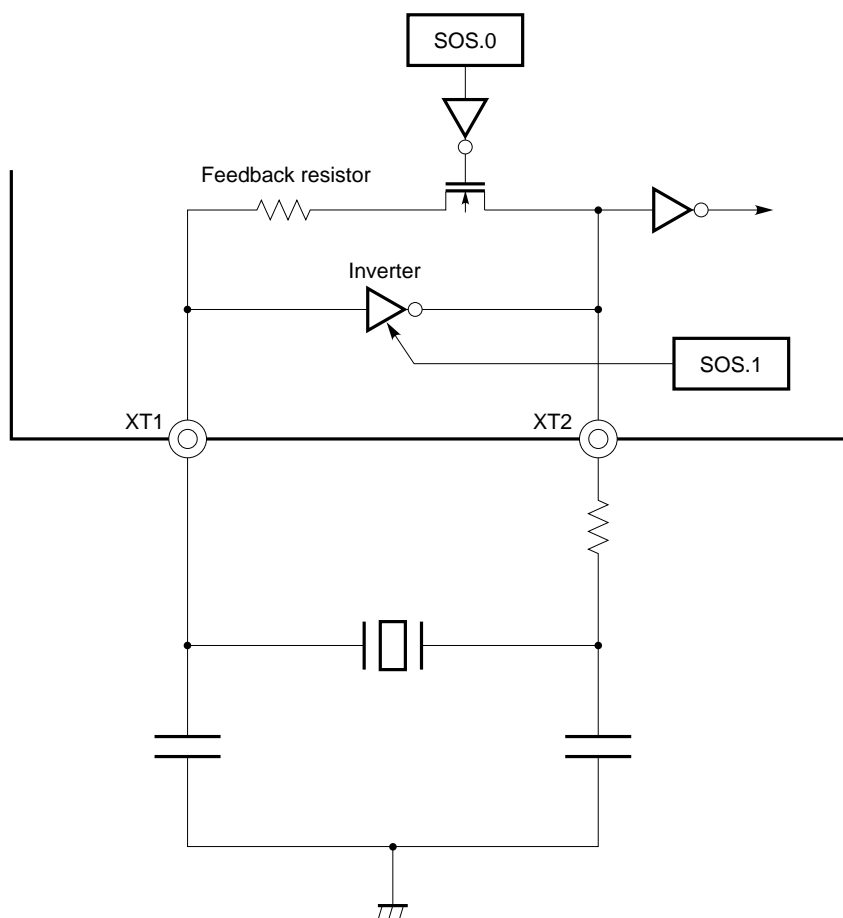 SOS.0
Feedback resistor
Inverter
SOS.1
XT1
XT2